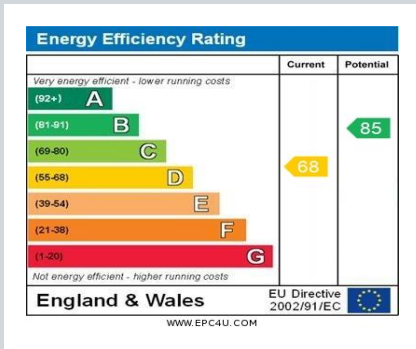 Energy Efficiency Rating
Current Potential
Very energy efficient - lower running costs
(92+) A
(81-91) B
85
(69-80) C
68
(55-68) D
(39-54) E
(21-38) F
(1-20) G
Not energy efficient - higher running costs
England & Wales
EU Directive
2002/91/EC
WWW.EPC4U.COM